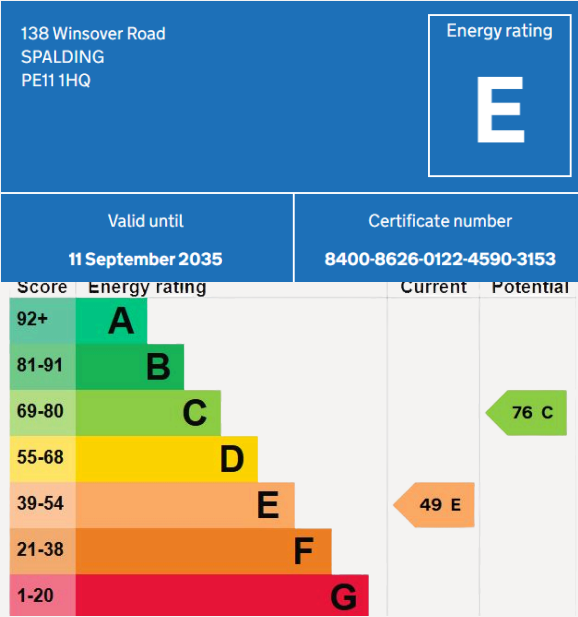 138 Winsover Road
SPALDING
PE11 1HQ
Energy rating
E
Valid until
11 September 2035
Certificate number
8400-8626-0122-4590-3153
Score Energy rating Current Potential
92+ A
81-91 B
69-80 C 76 C
55-68 D
39-54 E 49 E
21-38 F
1-20 G